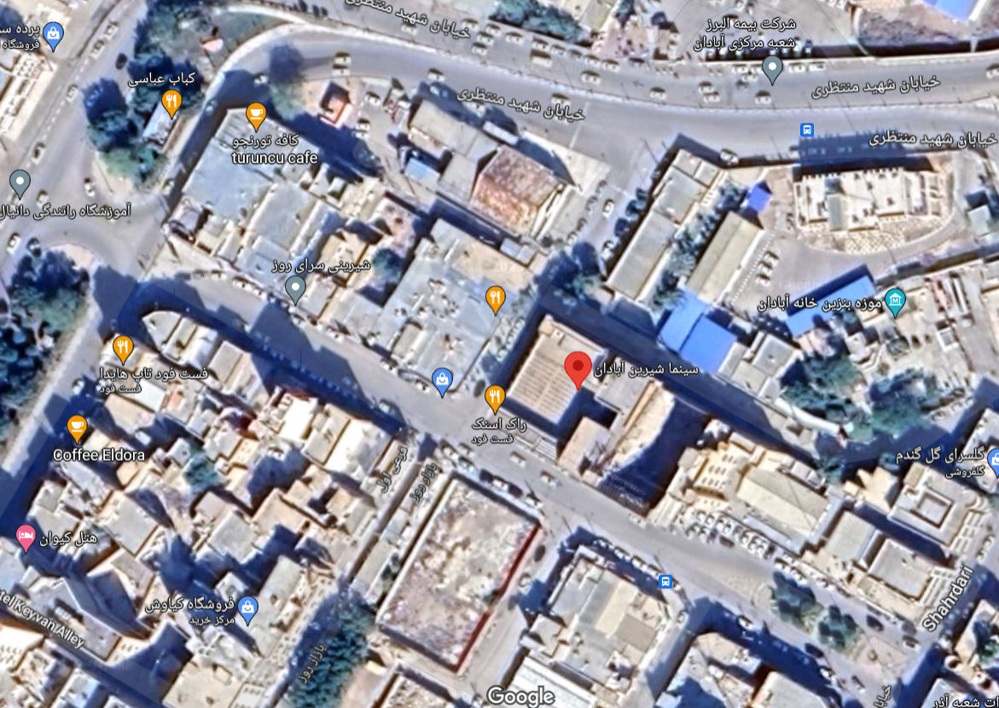 خیابان شهید منتظری
شرکت بیمه البرز
شعبه مرکزی آبادان
پرده
فروشگاه
کباب عباسی
خیابان شهید منتظری
خیابان شهید منتظری
خیابان شهید منتظری
کافه تورنجو
turuncu cafe
آموزشگاه رانندگی دانیال
شیرینی سرای روز
موزه بنزین خانه آبادان
سینما شیرین آبادان
فست فود تاپ هایدا
فست فود
راک اسنک
فست فود
Coffee Eldora
فرجی اول
بازار روز
گلسرای گل گندم
گلفروشی
هتل کیوان
فروشگاه کیاوش
مرکز خرید
tel Keyvan Alley
Shahrdari
بازار روز
Google
ات شعبه آذر